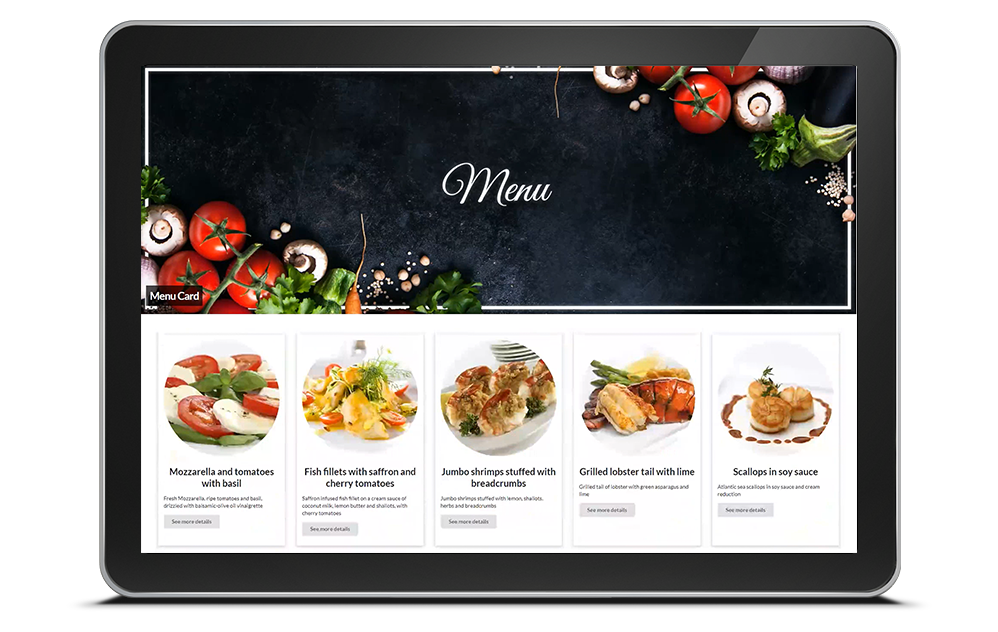 Menu
Menu Card
Mozzarella and tomatoes
with basil
Fresh Mozzarella, ripe tomatoes and basil,
drizzled with balsamic-olive oil vinaigrette
See more details
Fish fillets with saffron and
cherry tomatoes
Saffron infused fish fillet on a cream sauce of
coconut milk, lemon butter and shallots, with
cherry tomatoes
See more details
Jumbo shrimps stuffed with
breadcrumbs
Jumbo shrimps stuffed with lemon, shallots,
herbs and breadcrumbs
See more details
Grilled lobster tail with lime
Grilled tail of lobster with green asparagus and
lime
See more details
Scallops in soy sauce
Atlantic sea scallops in soy sauce and cream
reduction
See more details